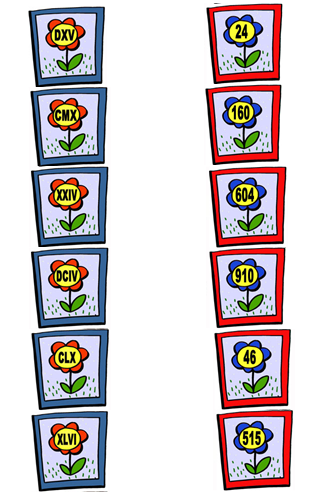 DXV 24
CMX 160
XXIV 604
DCIV 910
CLX 46
XLVI 515